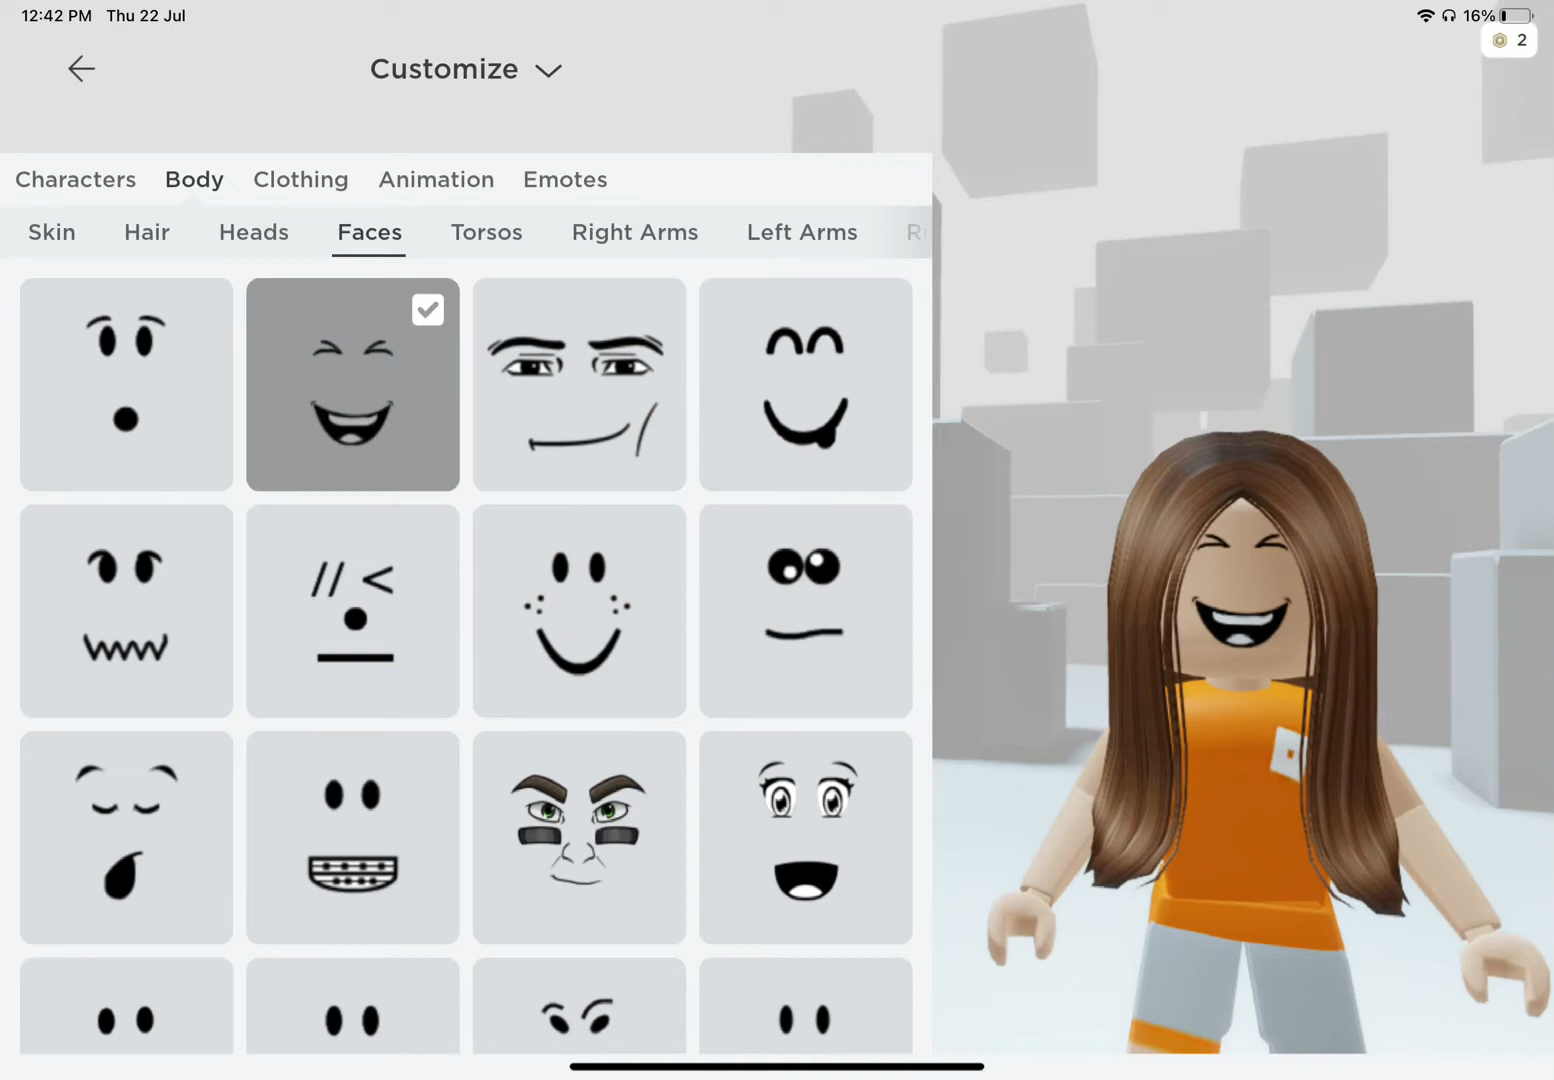 12:42 PM Thu 22 Jul
16%
2
Customize
Characters Body Clothing Animation Emotes
Skin Hair Heads Faces Torsos Right Arms Left Arms Ri